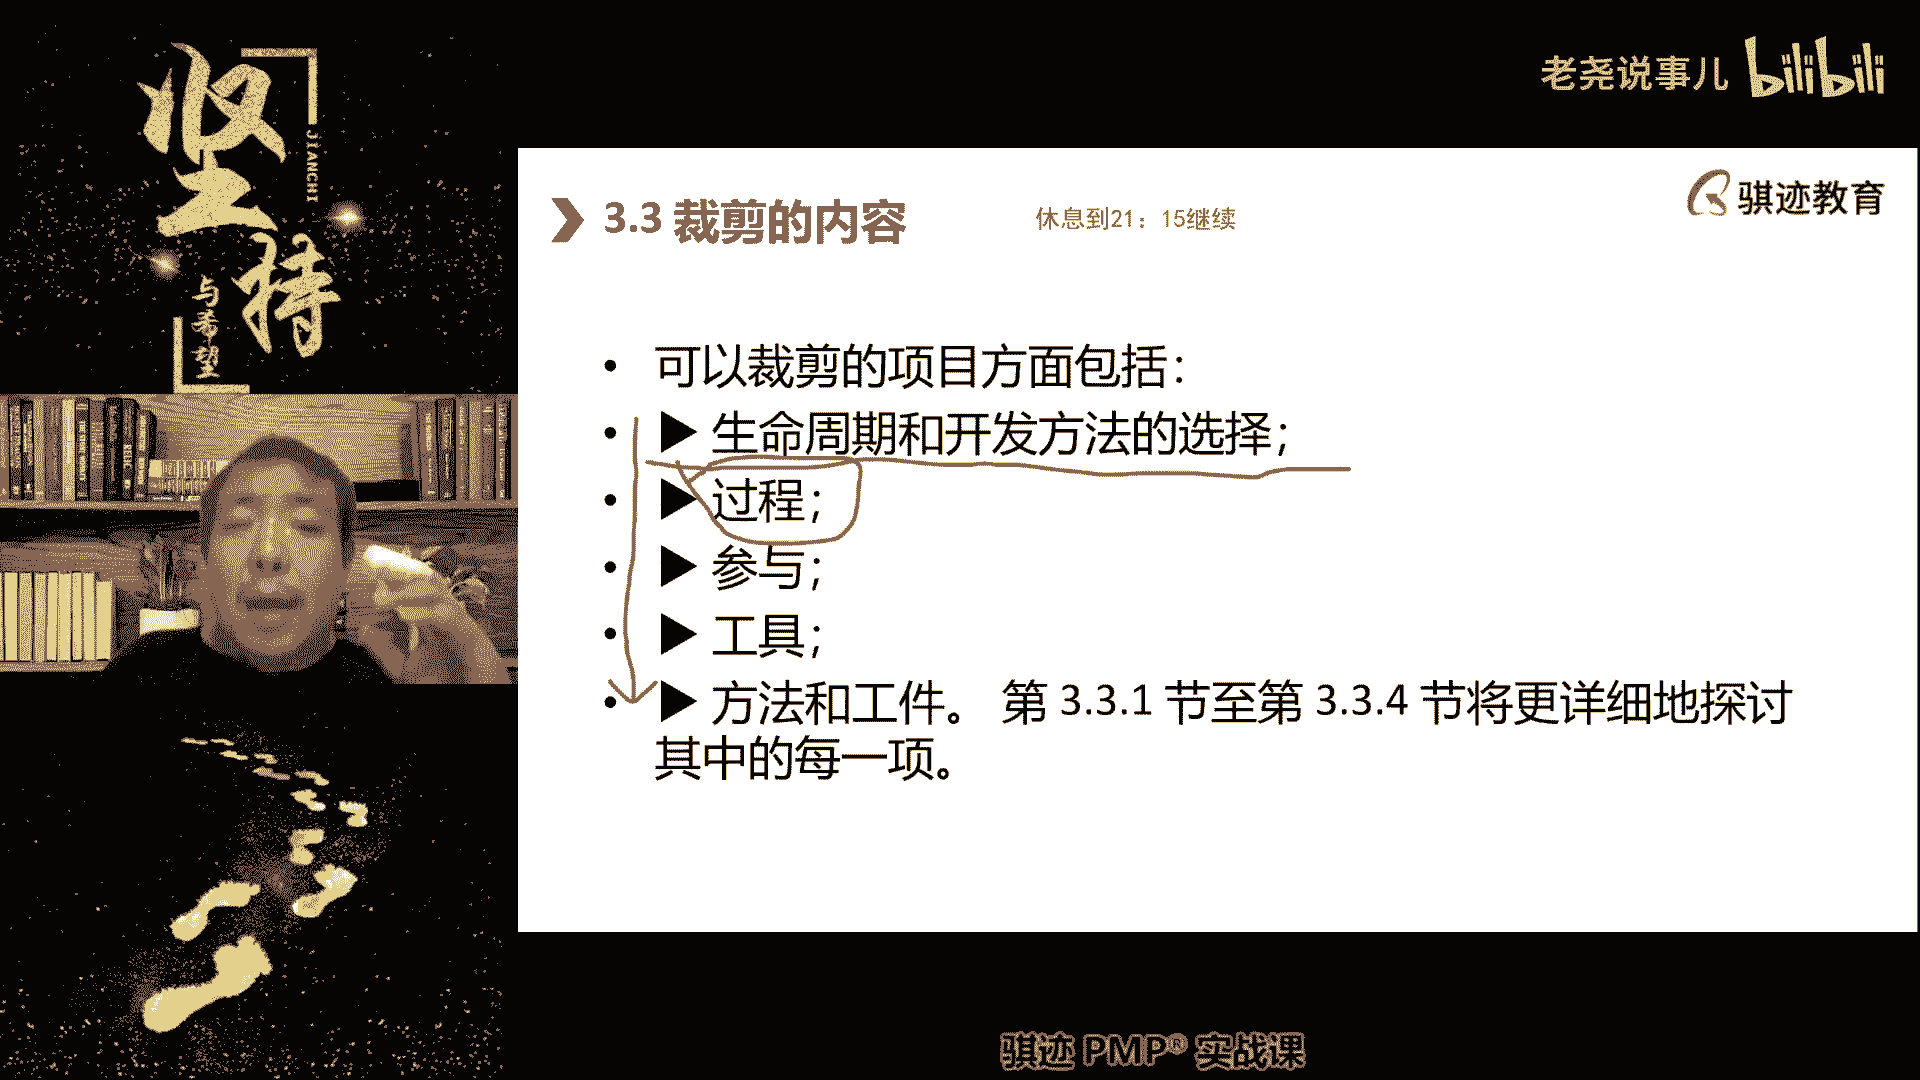 坚持
JIANCHI
与希望
老尧说事儿 bilibili
骐迹教育
3.3 裁剪的内容
休息到21：15继续
• 可以裁剪的项目方面包括：
• ▶ 生命周期和开发方法的选择；
• ▶ 过程；
• ▶ 参与；
• ▶ 工具；
• ▶ 方法和工件。 第 3.3.1 节至第 3.3.4 节将更详细地探讨
其中的每一项。
骐迹 PMP® 实战课